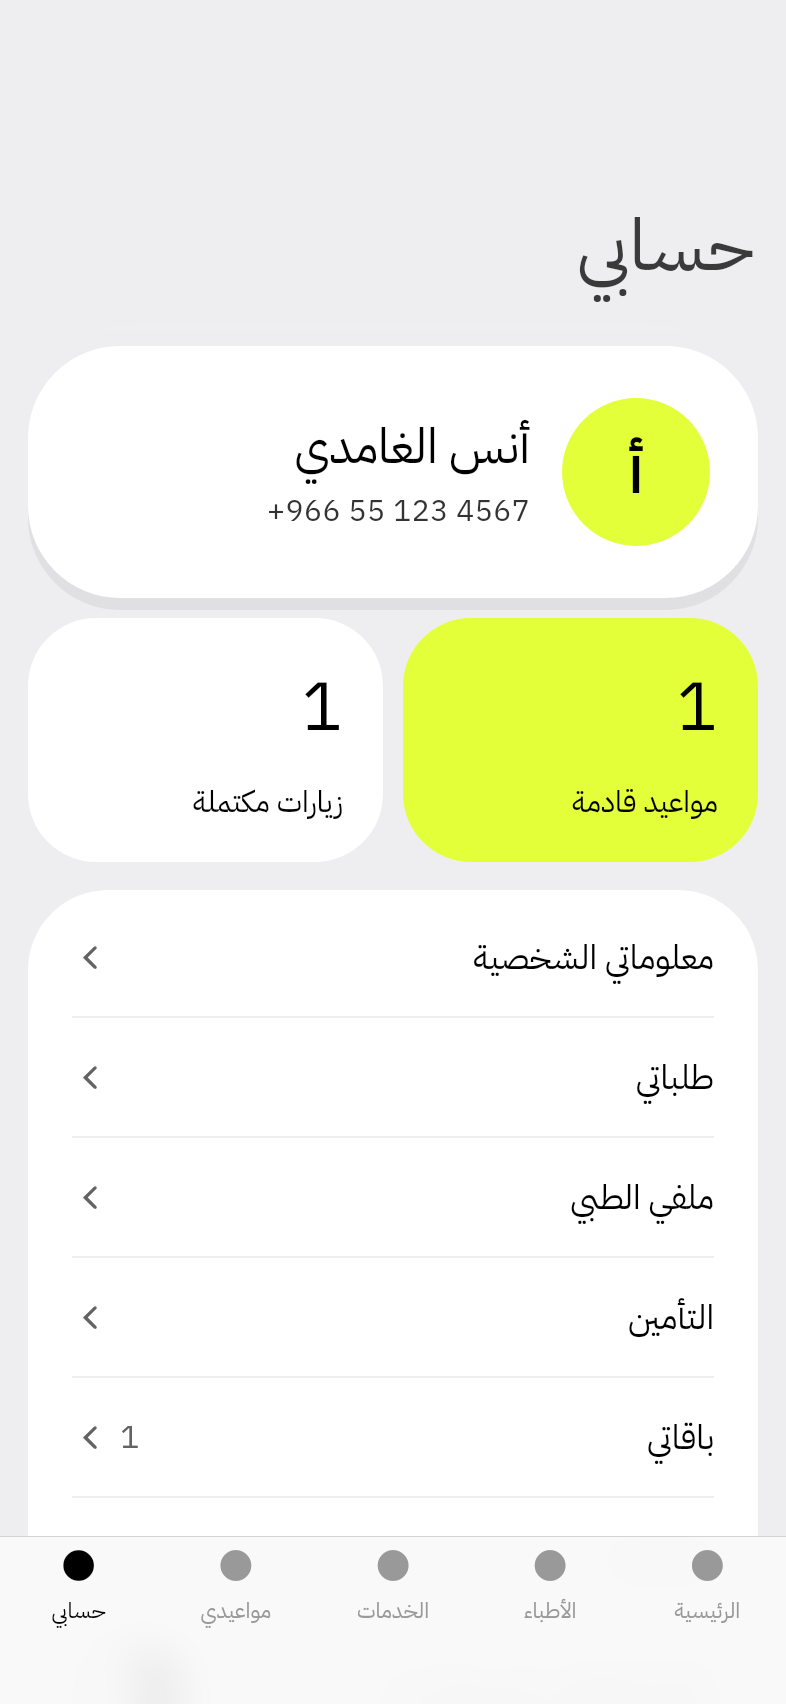 حسابي
أ
أنس الغامدي
+966 55 123 4567
1
مواعيد قادمة
1
زيارات مكتملة
معلوماتي الشخصية
طلباتي
ملفي الطبي
التأمين
باقاتي
1
الرئيسية
الأطباء
الخدمات
مواعيدي
حسابي